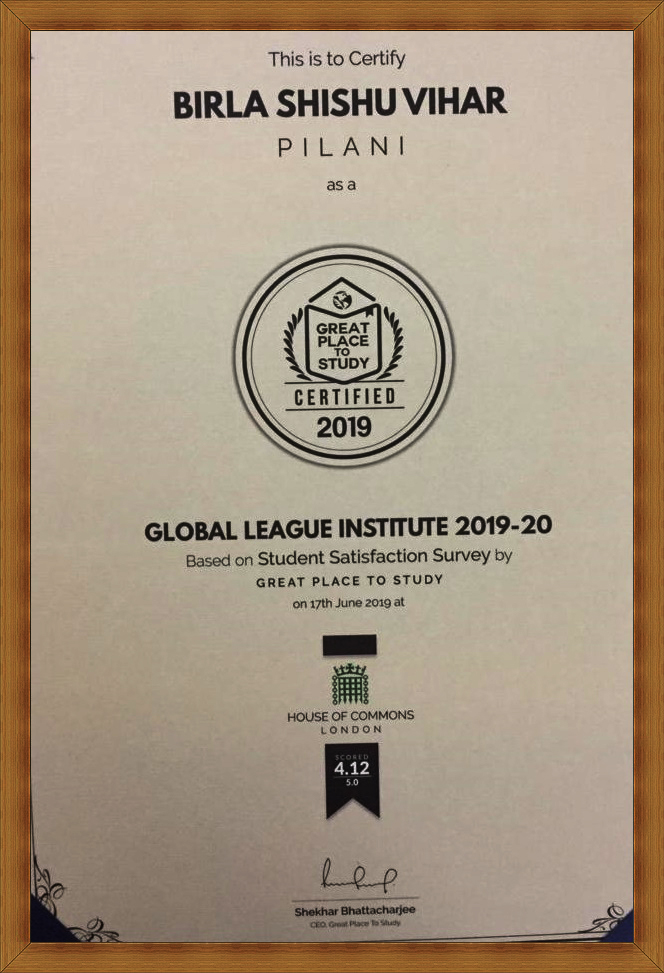 This is to Certify
BIRLA SHISHU VIHAR
PILANI
as a
GREAT
PLACE
TO
STUDY
CERTIFIED
2019
GLOBAL LEAGUE INSTITUTE 2019-20
Based on Student Satisfaction Survey by
GREAT PLACE TO STUDY
on 17th June 2019 at
HOUSE OF COMMONS
LONDON
SCORED
4.12
5.0
Shekhar Bhattacharjee
CEO, Great Place To Study